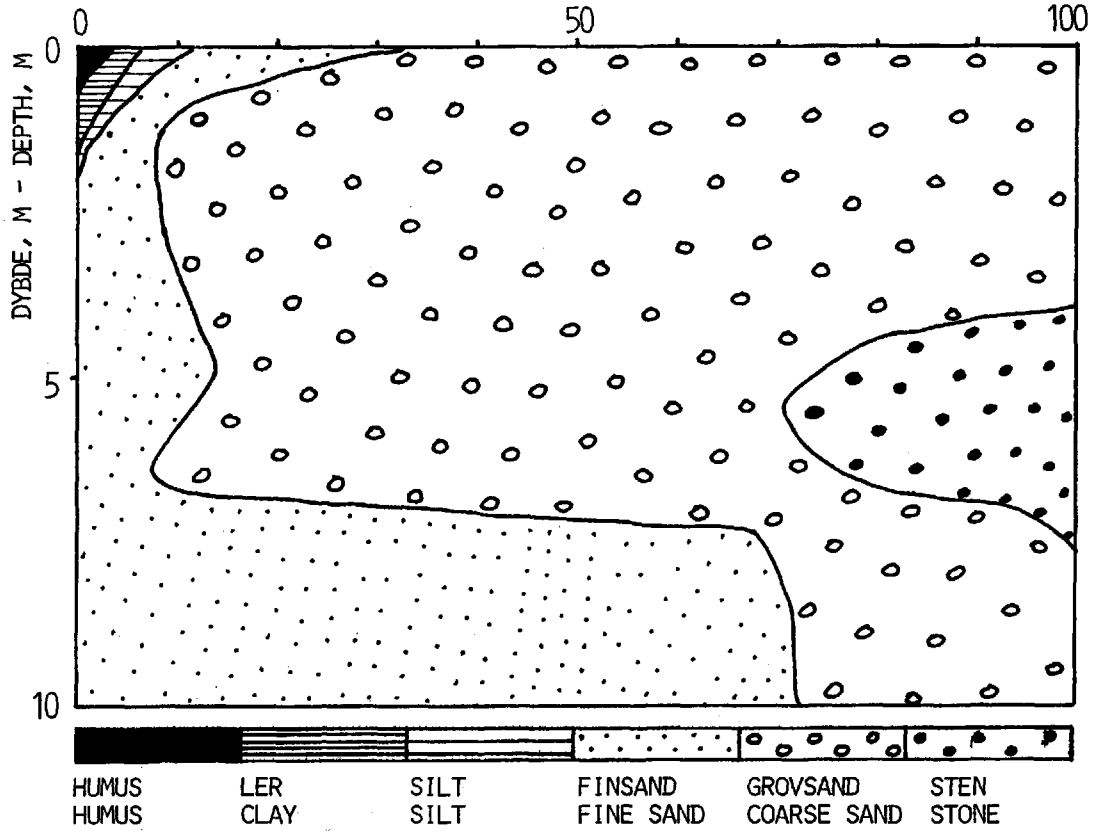 0 50 100
DYBDE, M - DEPTH, M
0
5
10
HUMUS LER SILT FINSAND GROVSAND STEN
HUMUS CLAY SILT FINE SAND COARSE SAND STONE